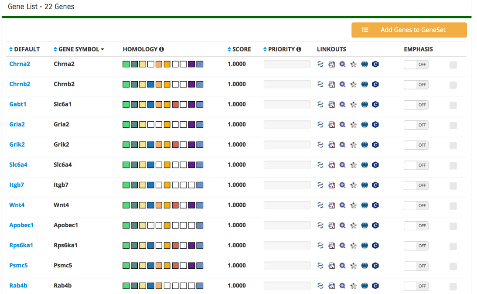 Gene List - 22 Genes
Add Genes to GeneSet
DEFAULT GENE SYMBOL HOMOLOGY SCORE PRIORITY LINKOUTS EMPHASIS
Chrna2 Chrna2 1.0000 OFF
Chrnb2 Chrnb2 1.0000 OFF
Gabt1 Slc6a1 1.0000 OFF
Gria2 Gria2 1.0000 OFF
Grik2 Grik2 1.0000 OFF
Slc6a4 Slc6a4 1.0000 OFF
Itgb7 Itgb7 1.0000 OFF
Wnt4 Wnt4 1.0000 OFF
Apobec1 Apobec1 1.0000 OFF
Rps6ka1 Rps6ka1 1.0000 OFF
Psmc5 Psmc5 1.0000 OFF
Rab4b Rab4b 1.0000 OFF